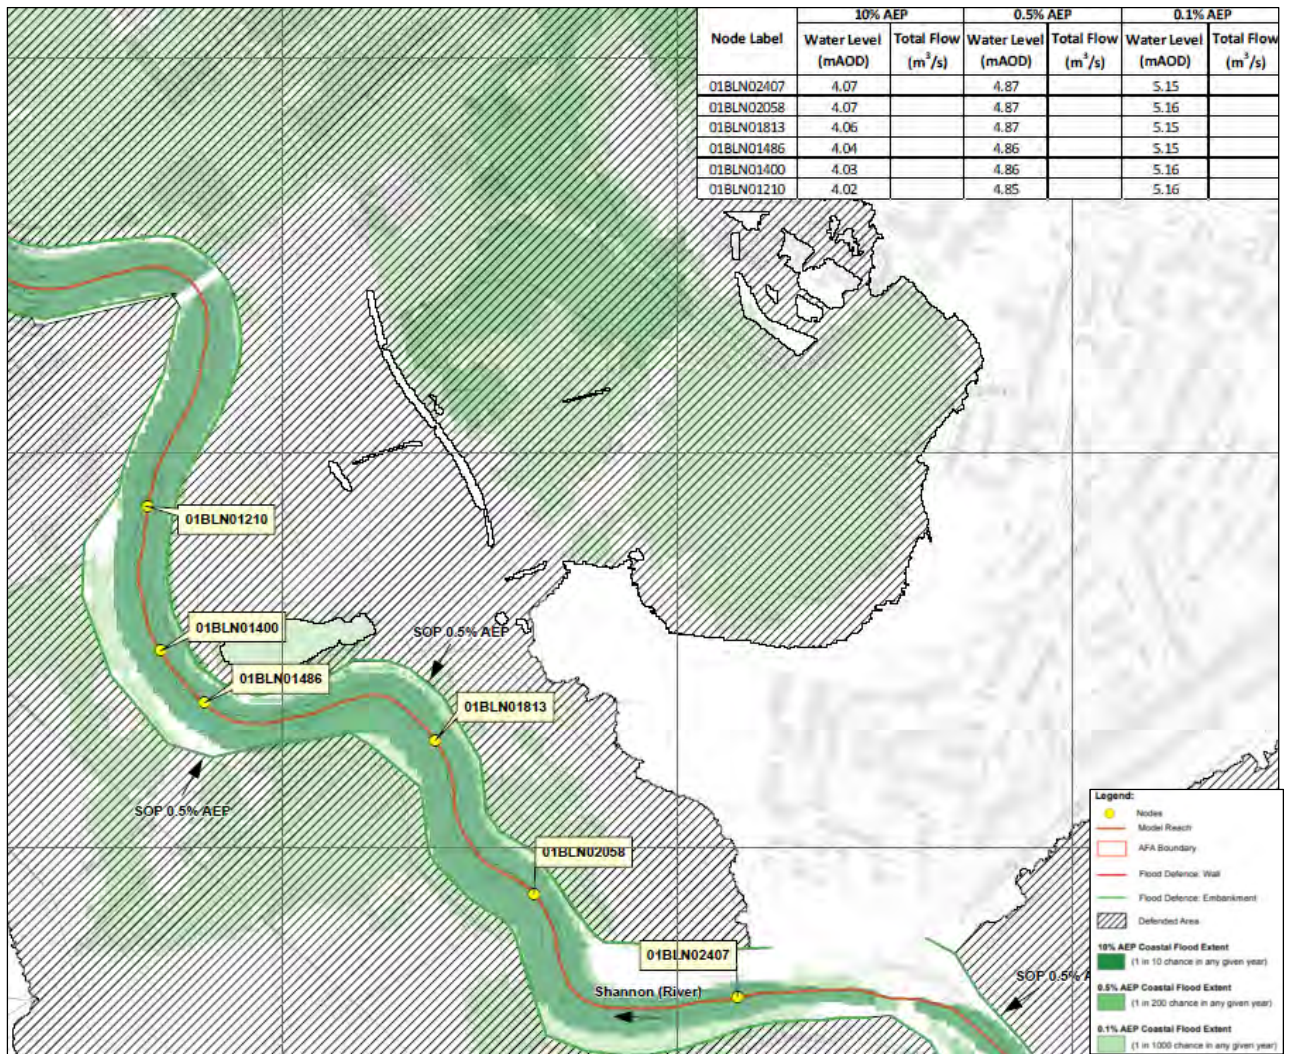 10% AEP 0.5% AEP 0.1% AEP
Node Label Water Level (mAOD) Total Flow (m³/s) Water Level (mAOD) Total Flow (m³/s) Water Level (mAOD) Total Flow (m³/s)
01BLN02407 4.07 4.87 5.15
01BLN02058 4.07 4.87 5.16
01BLN01813 4.06 4.87 5.15
01BLN01486 4.04 4.86 5.15
01BLN01400 4.03 4.86 5.16
01BLN01210 4.02 4.85 5.16
01BLN01210
01BLN01400
SOP 0.5% AEP
01BLN01486
01BLN01813
SOP 0.5% AEP
01BLN02058
01BLN02407
Shannon (River)
SOP 0.5% A
Legend:
Nodes
Model Reach
AFA Boundary
Flood Defence: Wall
Flood Defence: Embankment
Defended Area
10% AEP Coastal Flood Extent
(1 in 10 chance in any given year)
0.5% AEP Coastal Flood Extent
(1 in 200 chance in any given year)
0.1% AEP Coastal Flood Extent
(1 in 1000 chance in any given year)